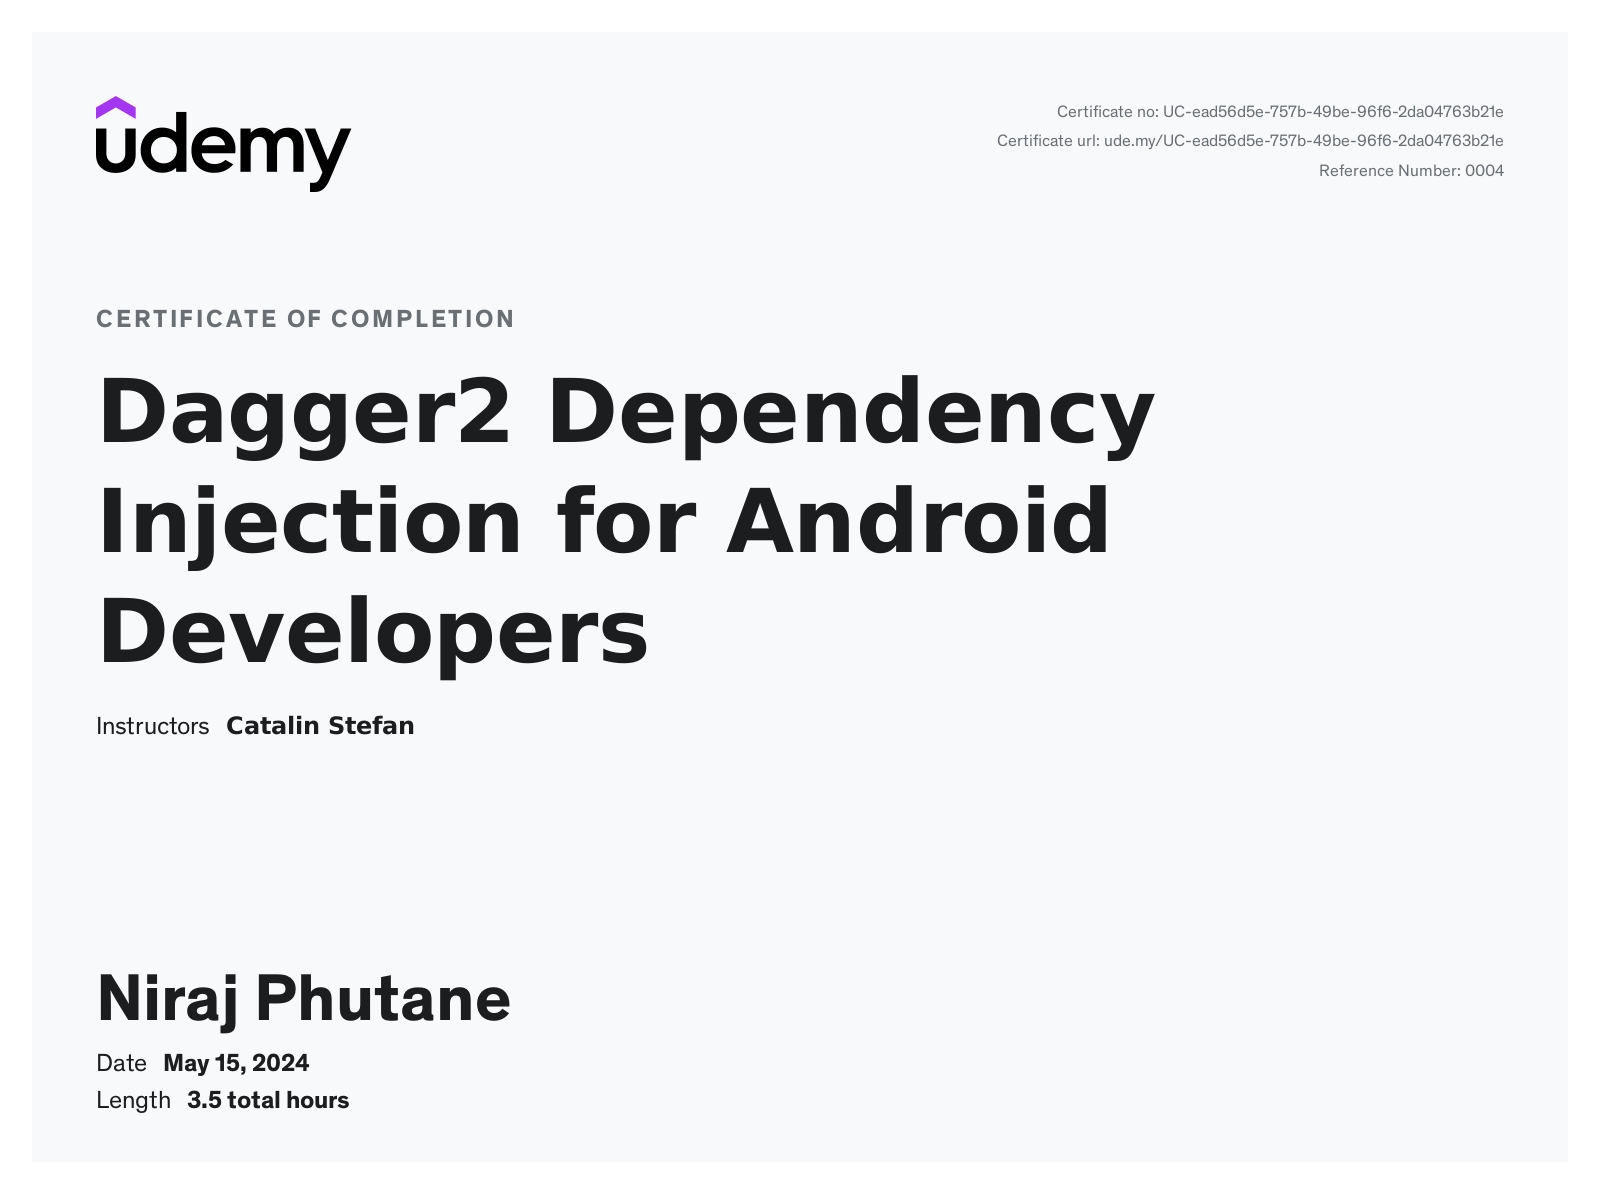 udemy
Certificate no: UC-ead56d5e-757b-49be-96f6-2da04763b21e
Certificate url: ude.my/UC-ead56d5e-757b-49be-96f6-2da04763b21e
Reference Number: 0004
CERTIFICATE OF COMPLETION
Dagger2 Dependency
Injection for Android
Developers
Instructors Catalin Stefan
Niraj Phutane
Date May 15, 2024
Length 3.5 total hours